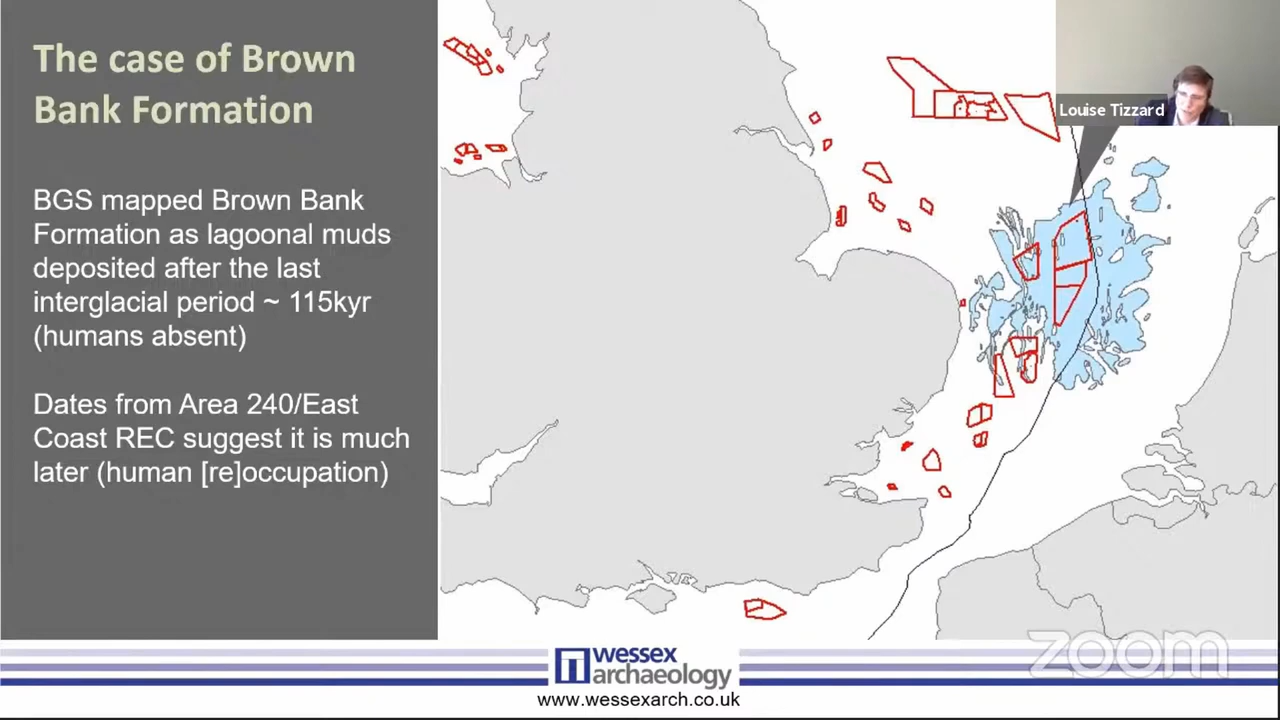 The case of Brown
Bank Formation
BGS mapped Brown Bank
Formation as lagoonal muds
deposited after the last
interglacial period ~ 115kyr
(humans absent)
Dates from Area 240/East
Coast REC suggest it is much
later (human [re]occupation)
Louise Tizzard
zoom
wessex
archaeology
www.wessexarch.co.uk